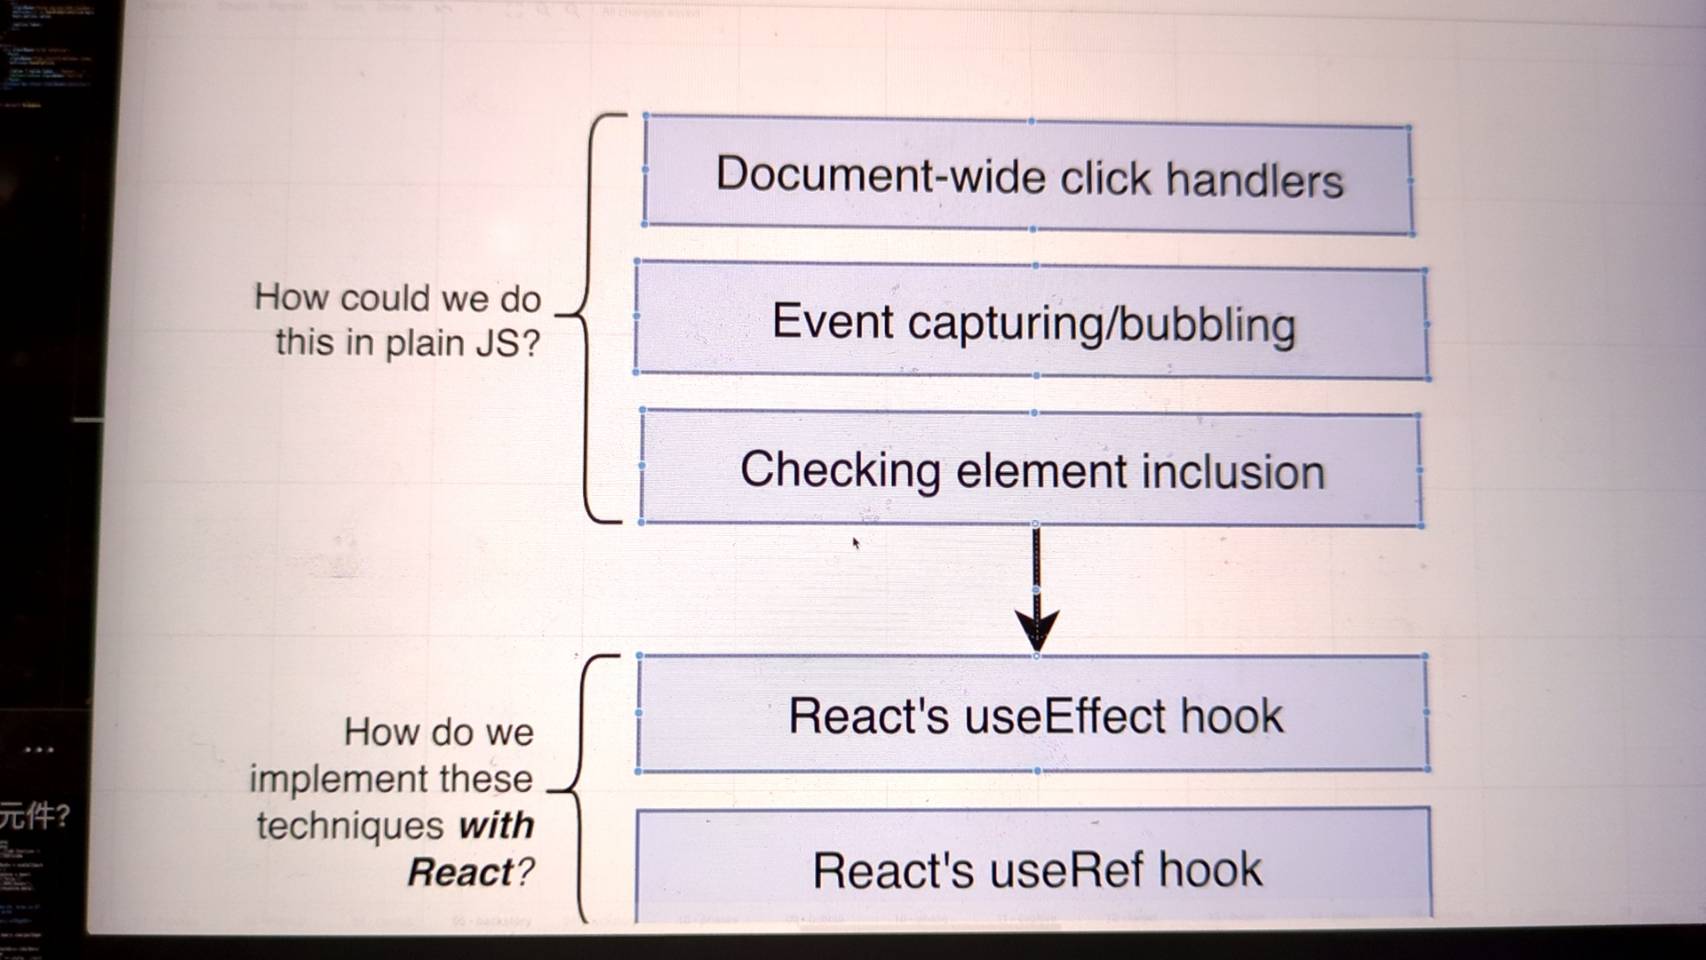 Document-wide click handlers
How could we do
this in plain JS?
Event capturing/bubbling
Checking element inclusion
React's useEffect hook
How do we
implement these
techniques with
React?
React's useRef hook
...
元件?